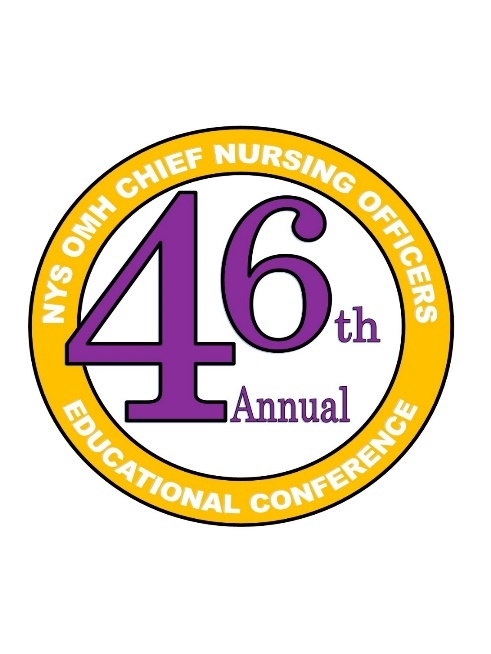 NYS OMH CHIEF NURSING OFFICERS
46th
Annual
EDUCATIONAL CONFERENCE